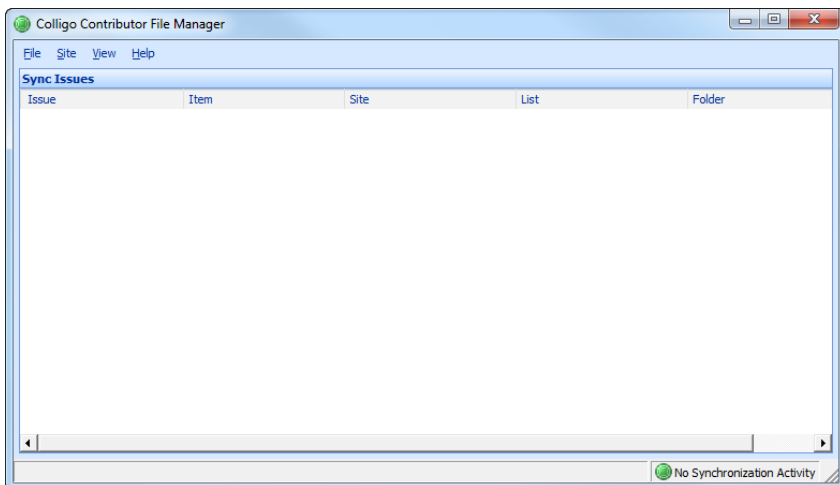 Colligo Contributor File Manager
File Site View Help
Sync Issues
Issue Item Site List Folder
No Synchronization Activity